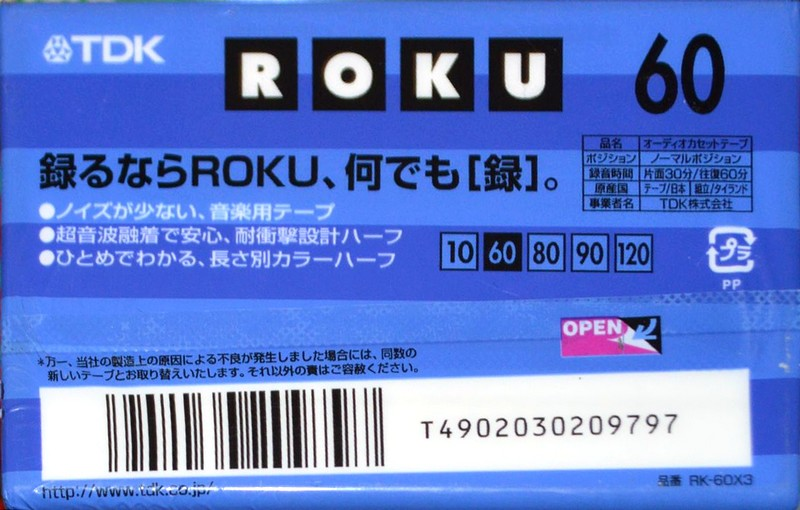 TDK ROKU 60
録るならROKU、何でも[録]。
●ノイズが少ない、音楽用テープ
●超音波融着で安心、耐衝撃設計ハーフ
●ひとめでわかる、長さ別カラーハーフ
品名 オーディオカセットテープ
ポジション ノーマルポジション
録音時間 片面30分/往復60分
原産国 テープ/日本 組立/タイランド
事業者名 TDK株式会社
10 60 80 90 120
プラ
PP
OPEN
*万一、当社の製造上の原因による不良が発生しました場合には、同数の
新しいテープとお取り替えいたします。それ以外の責はご容赦ください。
T4902030209797
http://www.tdk.co.jp/
品番 RK-60X3